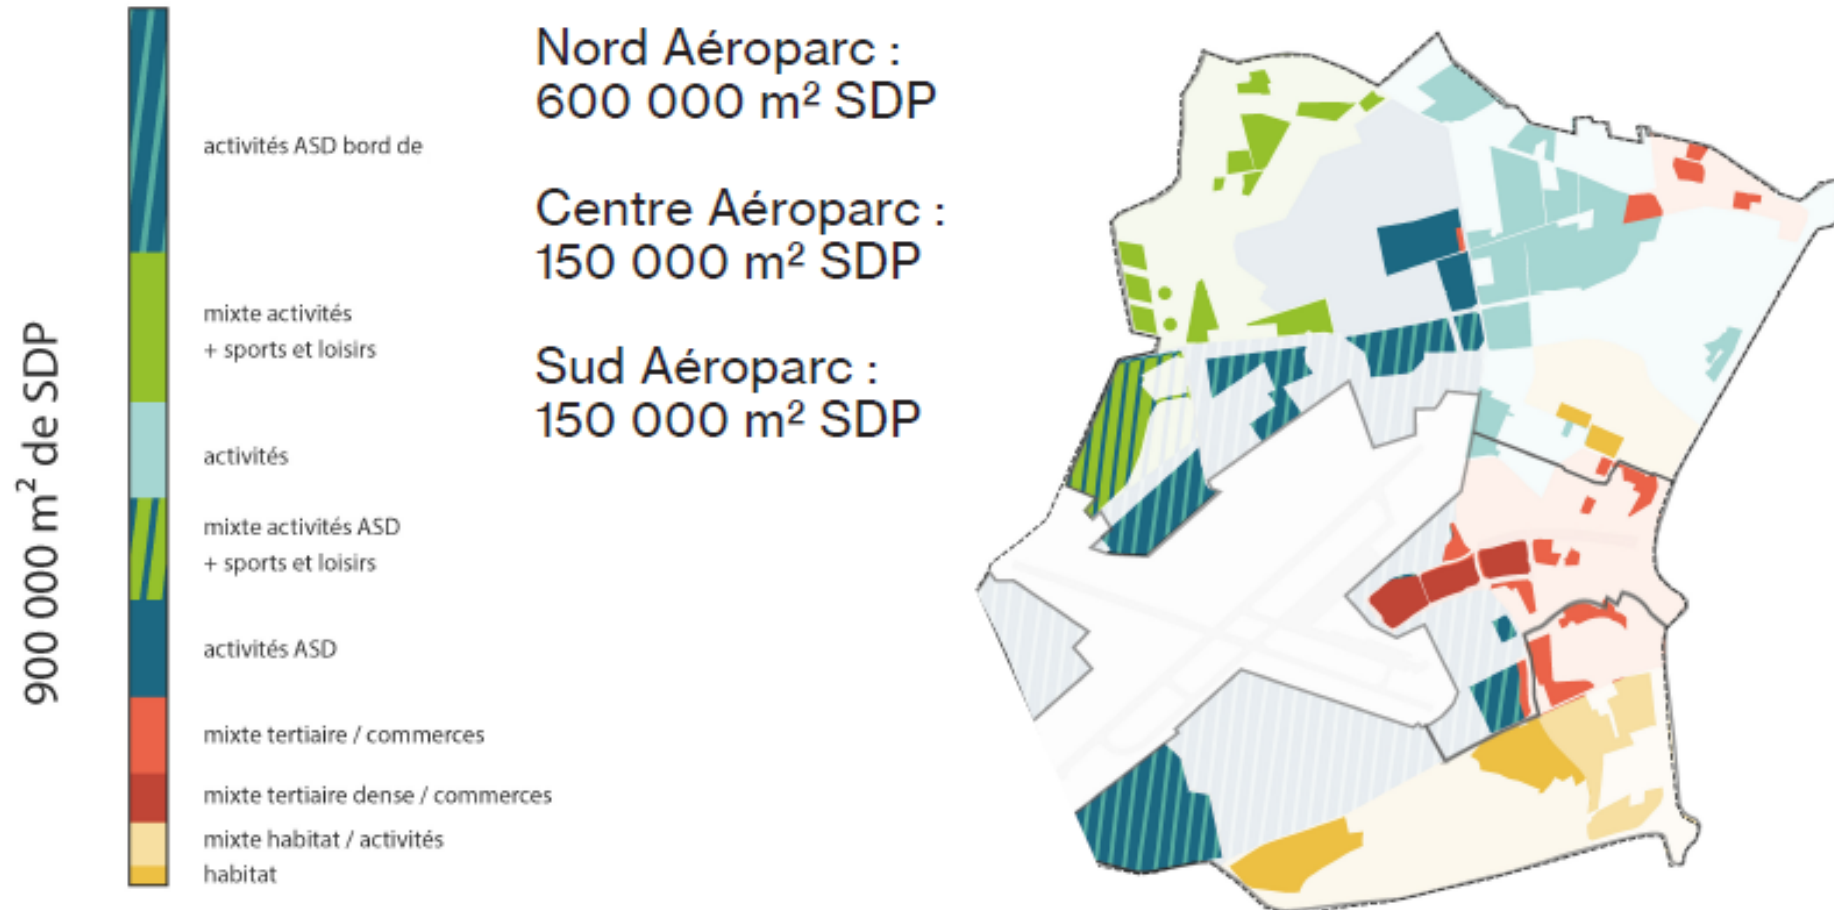 900 000 m² de SDP
activités ASD bord de
mixte activités
+ sports et loisirs
activités
mixte activités ASD
+ sports et loisirs
activités ASD
mixte tertiaire / commerces
mixte tertiaire dense / commerces
mixte habitat / activités
habitat
Nord Aéroparc :
600 000 m² SDP
Centre Aéroparc :
150 000 m² SDP
Sud Aéroparc :
150 000 m² SDP